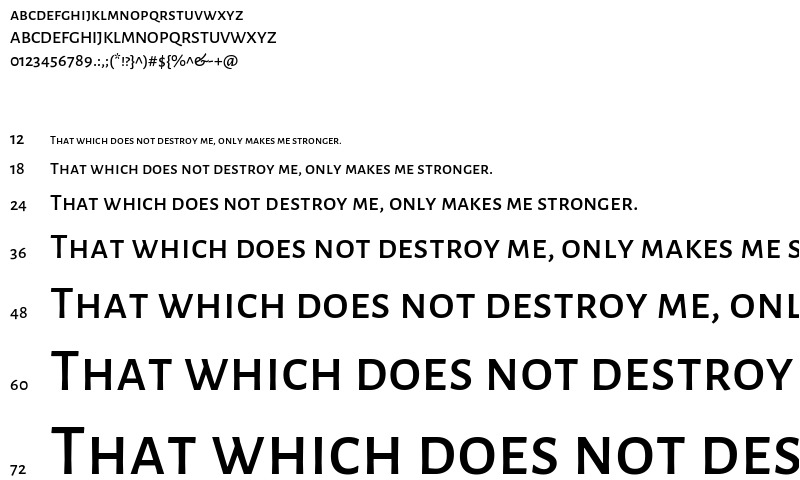 ABCDEFGHIJKLMNOPQRSTUVWXYZ
ABCDEFGHIJKLMNOPQRSTUVWXYZ
0123456789.:,;(*!?}^)#${%^&-+@
12 That which does not destroy me, only makes me stronger.
18 That which does not destroy me, only makes me stronger.
24 That which does not destroy me, only makes me stronger.
36 That which does not destroy me, only makes me s
48 That which does not destroy me, onl
60 That which does not destroy
72 That which does not des